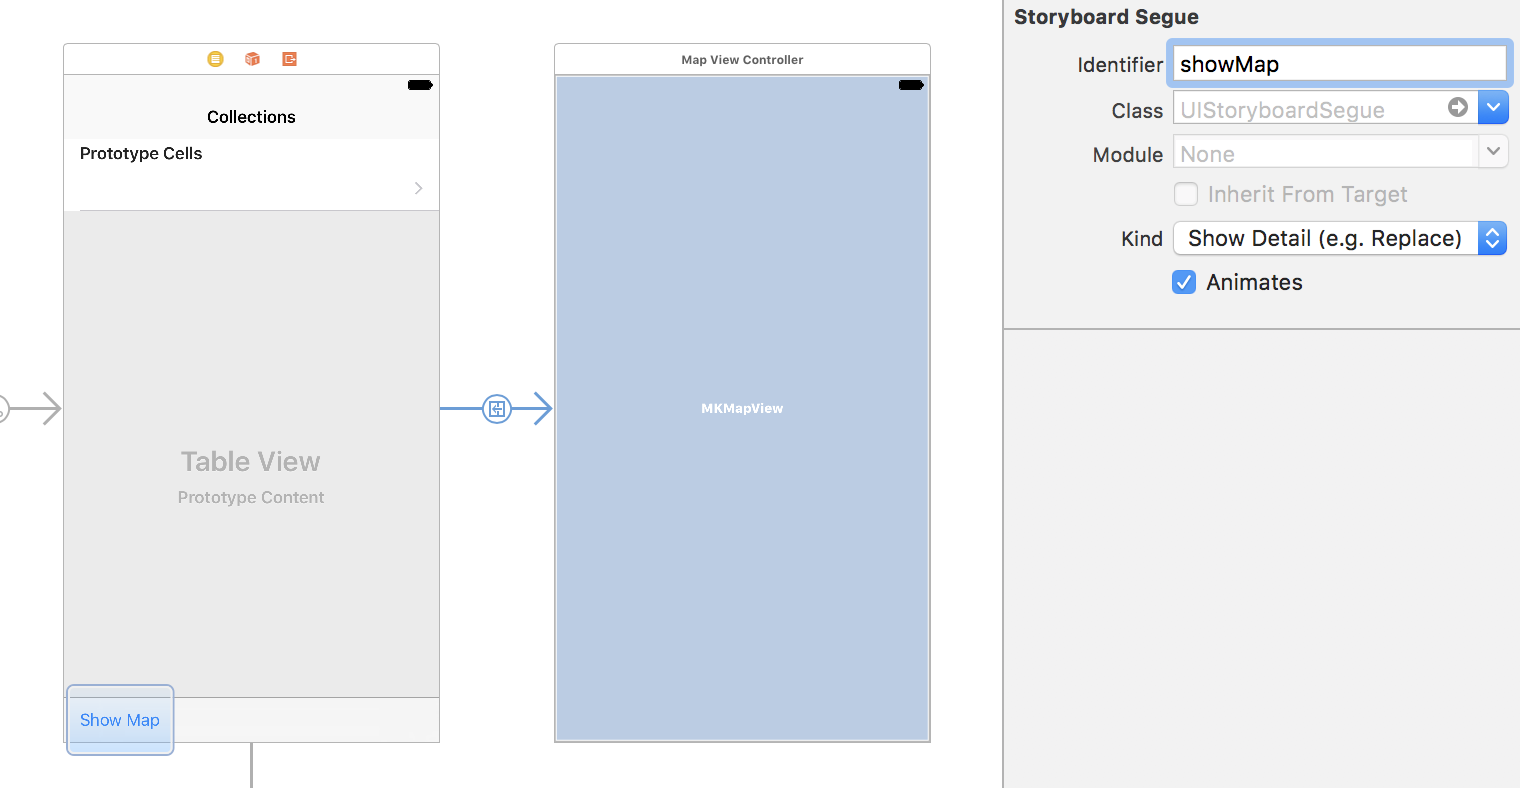 Collections
Prototype Cells
Table View
Prototype Content
Show Map
Map View Controller
MKMapView
Storyboard Segue
Identifier showMap
Class UIStoryboardSegue
Module None
Inherit From Target
Kind Show Detail (e.g. Replace)
Animates